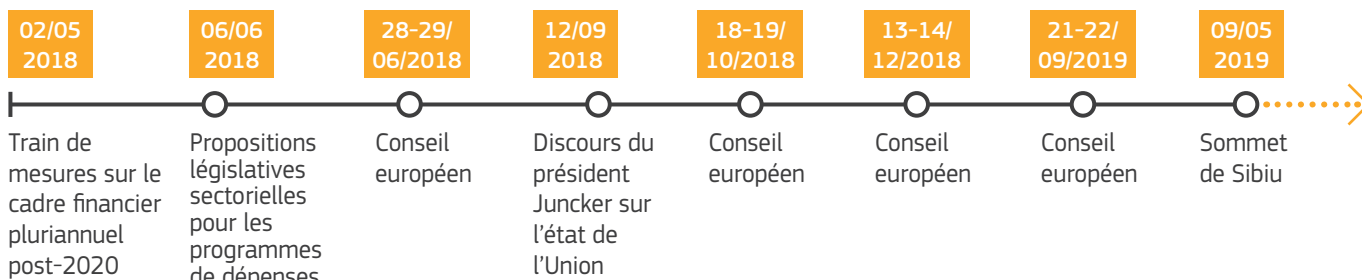 02/05
2018
06/06
2018
28-29/
06/2018
12/09
2018
18-19/
10/2018
13-14/
12/2018
21-22/
09/2019
09/05
2019
Train de
mesures sur le
cadre financier
pluriannuel
post-2020
Propositions
législatives
sectorielles
pour les
programmes
de dépenses
Conseil
européen
Discours du
président
Juncker sur
l'état de
l'Union
Conseil
européen
Conseil
européen
Conseil
européen
Sommet
de Sibiu